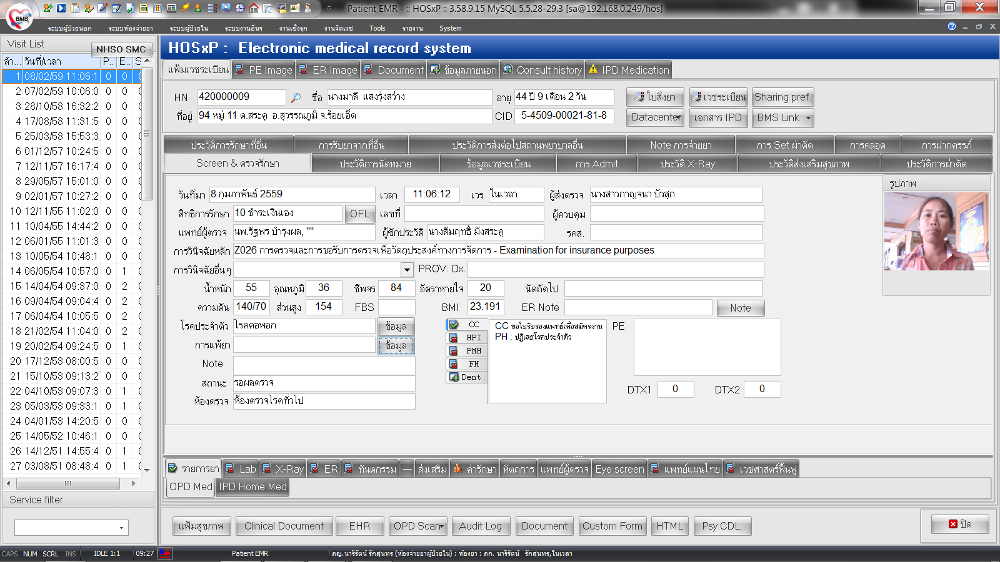 Patient EMR - :: HOSxP :: 3.58.9.15 MySQL 5.5.28-29.3 [sa@192.168.0.249/hos]
BMS
ระบบผู้ป่วยนอก ระบบห้องจ่ายยา ระบบผู้ป่วยใน ระบบงานอื่นๆ งานเชิงรุก งานจิตเวช Tools รายงาน System
Visit List
NHSO SMC
ลำ... วันที่/เวลา P.. E.. S
1 08/02/59 11:06:1 0 0
2 07/02/59 10:06:0 0 0
3 28/10/58 16:32:2 0 0
4 17/08/58 11:31:5 0 0
5 25/03/58 15:53:3 0 0
6 01/12/57 10:24:5 0 0
7 12/11/57 16:17:4 0 0
8 29/05/57 15:01:0 0 0
9 02/01/57 10:27:2 0 0
10 12/11/55 11:02:0 0 0
11 10/04/55 14:44:2 0 0
12 06/01/55 11:01:3 0 0
13 10/05/54 10:48:1 0 0
14 06/05/54 10:57:0 0 1
15 14/04/54 09:37:0 0 2
16 09/04/54 09:04:4 0 2
17 06/04/54 10:05:5 0 2
18 21/02/54 11:04:0 0 2
19 20/02/54 09:24:5 0 1
20 17/12/53 08:00:5 0 0
21 15/10/53 09:13:2 0 0
22 04/10/53 09:07:3 0 1
23 05/03/53 09:33:1 0 1
24 04/01/53 14:20:5 0 0
25 14/05/52 10:46:1 0 0
26 14/12/51 14:55:4 0 1
27 03/08/51 08:48:4 0 1
Service filter
HOSxP : Electronic medical record system
แฟ้มเวชระเบียน PE Image ER Image Document ข้อมูลภายนอก Consult history IPD Medication
HN 420000009 ชื่อ นางมาลี แสงรุ่งสว่าง อายุ 44 ปี 9 เดือน 2 วัน ใบสั่งยา เวชระเบียน Sharing pref.
ที่อยู่ 94 หมู่ 11 ต.สระคู อ.สุวรรณภูมิ จ.ร้อยเอ็ด CID 5-4509-00021-81-8 Datacenter เอกสาร IPD BMS Link
ประวัติการรักษาที่อื่น การรับยาจากที่อื่น ประวัติการส่งต่อไปสถานพยาบาลอื่น Note การจ่ายยา การ Set ผ่าตัด การคลอด การฝากครรภ์
Screen & ตรวจรักษา ประวัติการนัดหมาย ข้อมูลเวชระเบียน การ Admit ประวัติ X-Ray ประวัติส่งเสริมสุขภาพ ประวัติการผ่าตัด
รูปภาพ
วันที่มา 8 กุมภาพันธ์ 2559 เวลา 11:06:12 เวร ในเวลา ผู้ส่งตรวจ นางสาวกาญจนา บัวสุก
สิทธิการรักษา 10 ชำระเงินเอง OFL เลขที่ ผู้ควบคุม
แพทย์ผู้ตรวจ นพ.รัฐพร บำรุงผล, "" ผู้ซักประวัติ นางสัมฤทธิ์ มังสระคู รคส.
การวินิจฉัยหลัก Z026 การตรวจและการขอรับการตรวจเพื่อวัตถุประสงค์ทางการจัดการ - Examination for insurance purposes
การวินิจฉัยอื่นๆ PROV. Dx.
น้ำหนัก 55 อุณหภูมิ 36 ชีพจร 84 อัตราหายใจ 20 นัดถัดไป
ความดัน 140/70 ส่วนสูง 154 FBS BMI 23.191 ER Note Note
โรคประจำตัว โรคคอพอก ข้อมูล CC CC ขอใบรับรองแพทย์เพื่อสมัครงาน PE
HPI PH : ปฏิเสธโรคประจำตัว
การแพ้ยา ข้อมูล PMH
Note FH
Dent.
สถานะ รอผลตรวจ DTX1 0 DTX2 0
ห้องตรวจ ห้องตรวจโรคทั่วไป
รายการยา Lab X-Ray ER ทันตกรรม ส่งเสริม ค่ารักษา หัตถการ แพทย์ผู้ตรวจ Eye screen แพทย์แผนไทย เวชศาสตร์ฟื้นฟู
OPD Med IPD Home Med
แฟ้มสุขภาพ Clinical Document EHR OPD Scan Audit Log Document Custom Form HTML Psy.CDL. ปิด
CAPS NUM SCRL INS IDLE 1:1 09:27 Patient EMR ภญ.นารีรัตน์ รักสุนทร (ห้องจ่ายยาผู้ป่วยใน) : ห้องยา : ภก. นารีรัตน์ รักสุนทร,ในเวลา